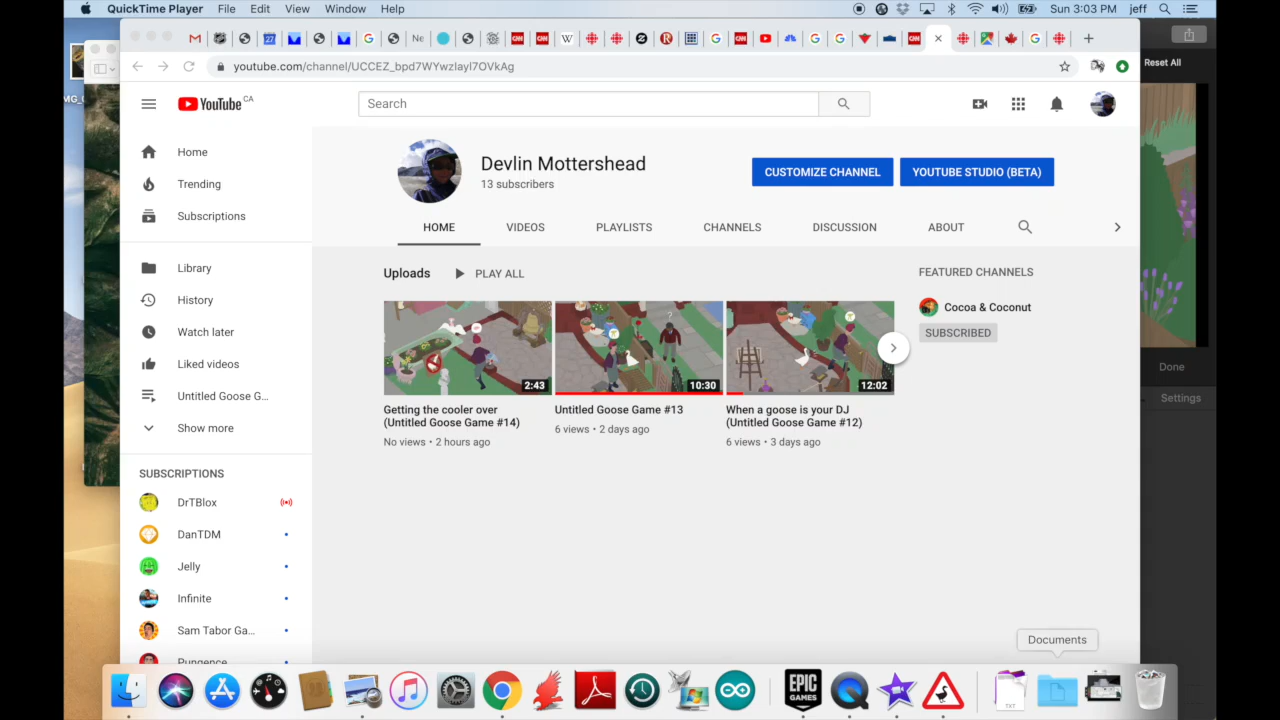 QuickTime Player File Edit View Window Help
Sun 3:03 PM jeff
Reset All
youtube.com/channel/UCCEZ_bpd7WYwzIayl7OVkAg
YouTube CA
Search
Home
Trending
Subscriptions
Library
History
Watch later
Liked videos
Untitled Goose G...
Show more
SUBSCRIPTIONS
DrTBlox
DanTDM
Jelly
Infinite
Sam Tabor Ga...
Pungence
Devlin Mottershead
13 subscribers
CUSTOMIZE CHANNEL
YOUTUBE STUDIO (BETA)
HOME VIDEOS PLAYLISTS CHANNELS DISCUSSION ABOUT
Uploads PLAY ALL
2:43
Getting the cooler over
(Untitled Goose Game #14)
No views • 2 hours ago
10:30
Untitled Goose Game #13
6 views • 2 days ago
12:02
When a goose is your DJ
(Untitled Goose Game #12)
6 views • 3 days ago
FEATURED CHANNELS
Cocoa & Coconut
SUBSCRIBED
Done
Settings
Documents
EPIC
GAMES
TXT